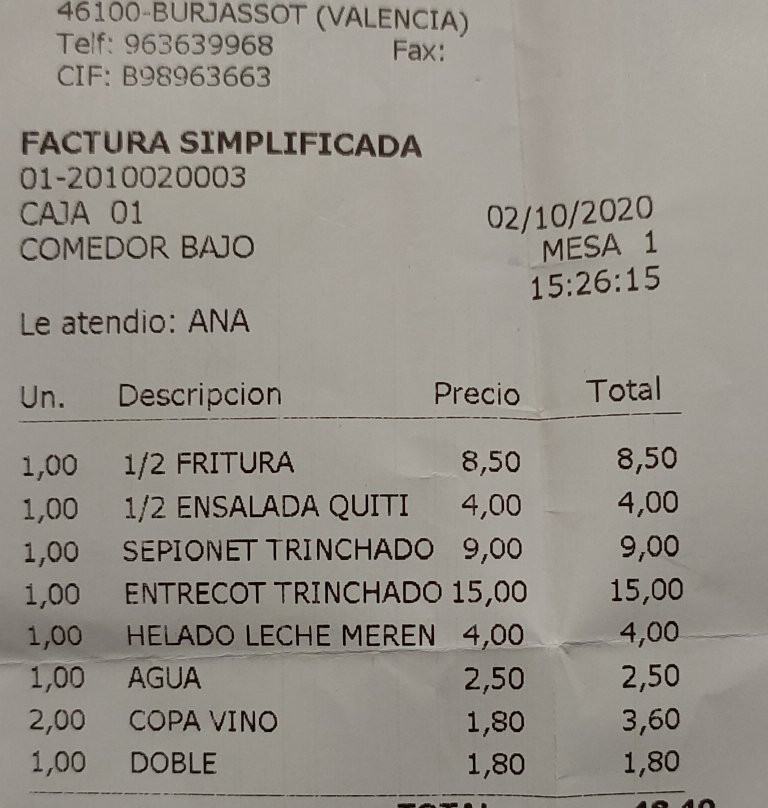 46100-BURJASSOT (VALENCIA)
Telf: 963639968 Fax:
CIF: B98963663
FACTURA SIMPLIFICADA
01-2010020003
CAJA 01 02/10/2020
COMEDOR BAJO MESA 1
15:26:15
Le atendio: ANA
Un. Descripcion Precio Total
1,00 1/2 FRITURA 8,50 8,50
1,00 1/2 ENSALADA QUITI 4,00 4,00
1,00 SEPIONET TRINCHADO 9,00 9,00
1,00 ENTRECOT TRINCHADO 15,00 15,00
1,00 HELADO LECHE MEREN 4,00 4,00
1,00 AGUA 2,50 2,50
2,00 COPA VINO 1,80 3,60
1,00 DOBLE 1,80 1,80